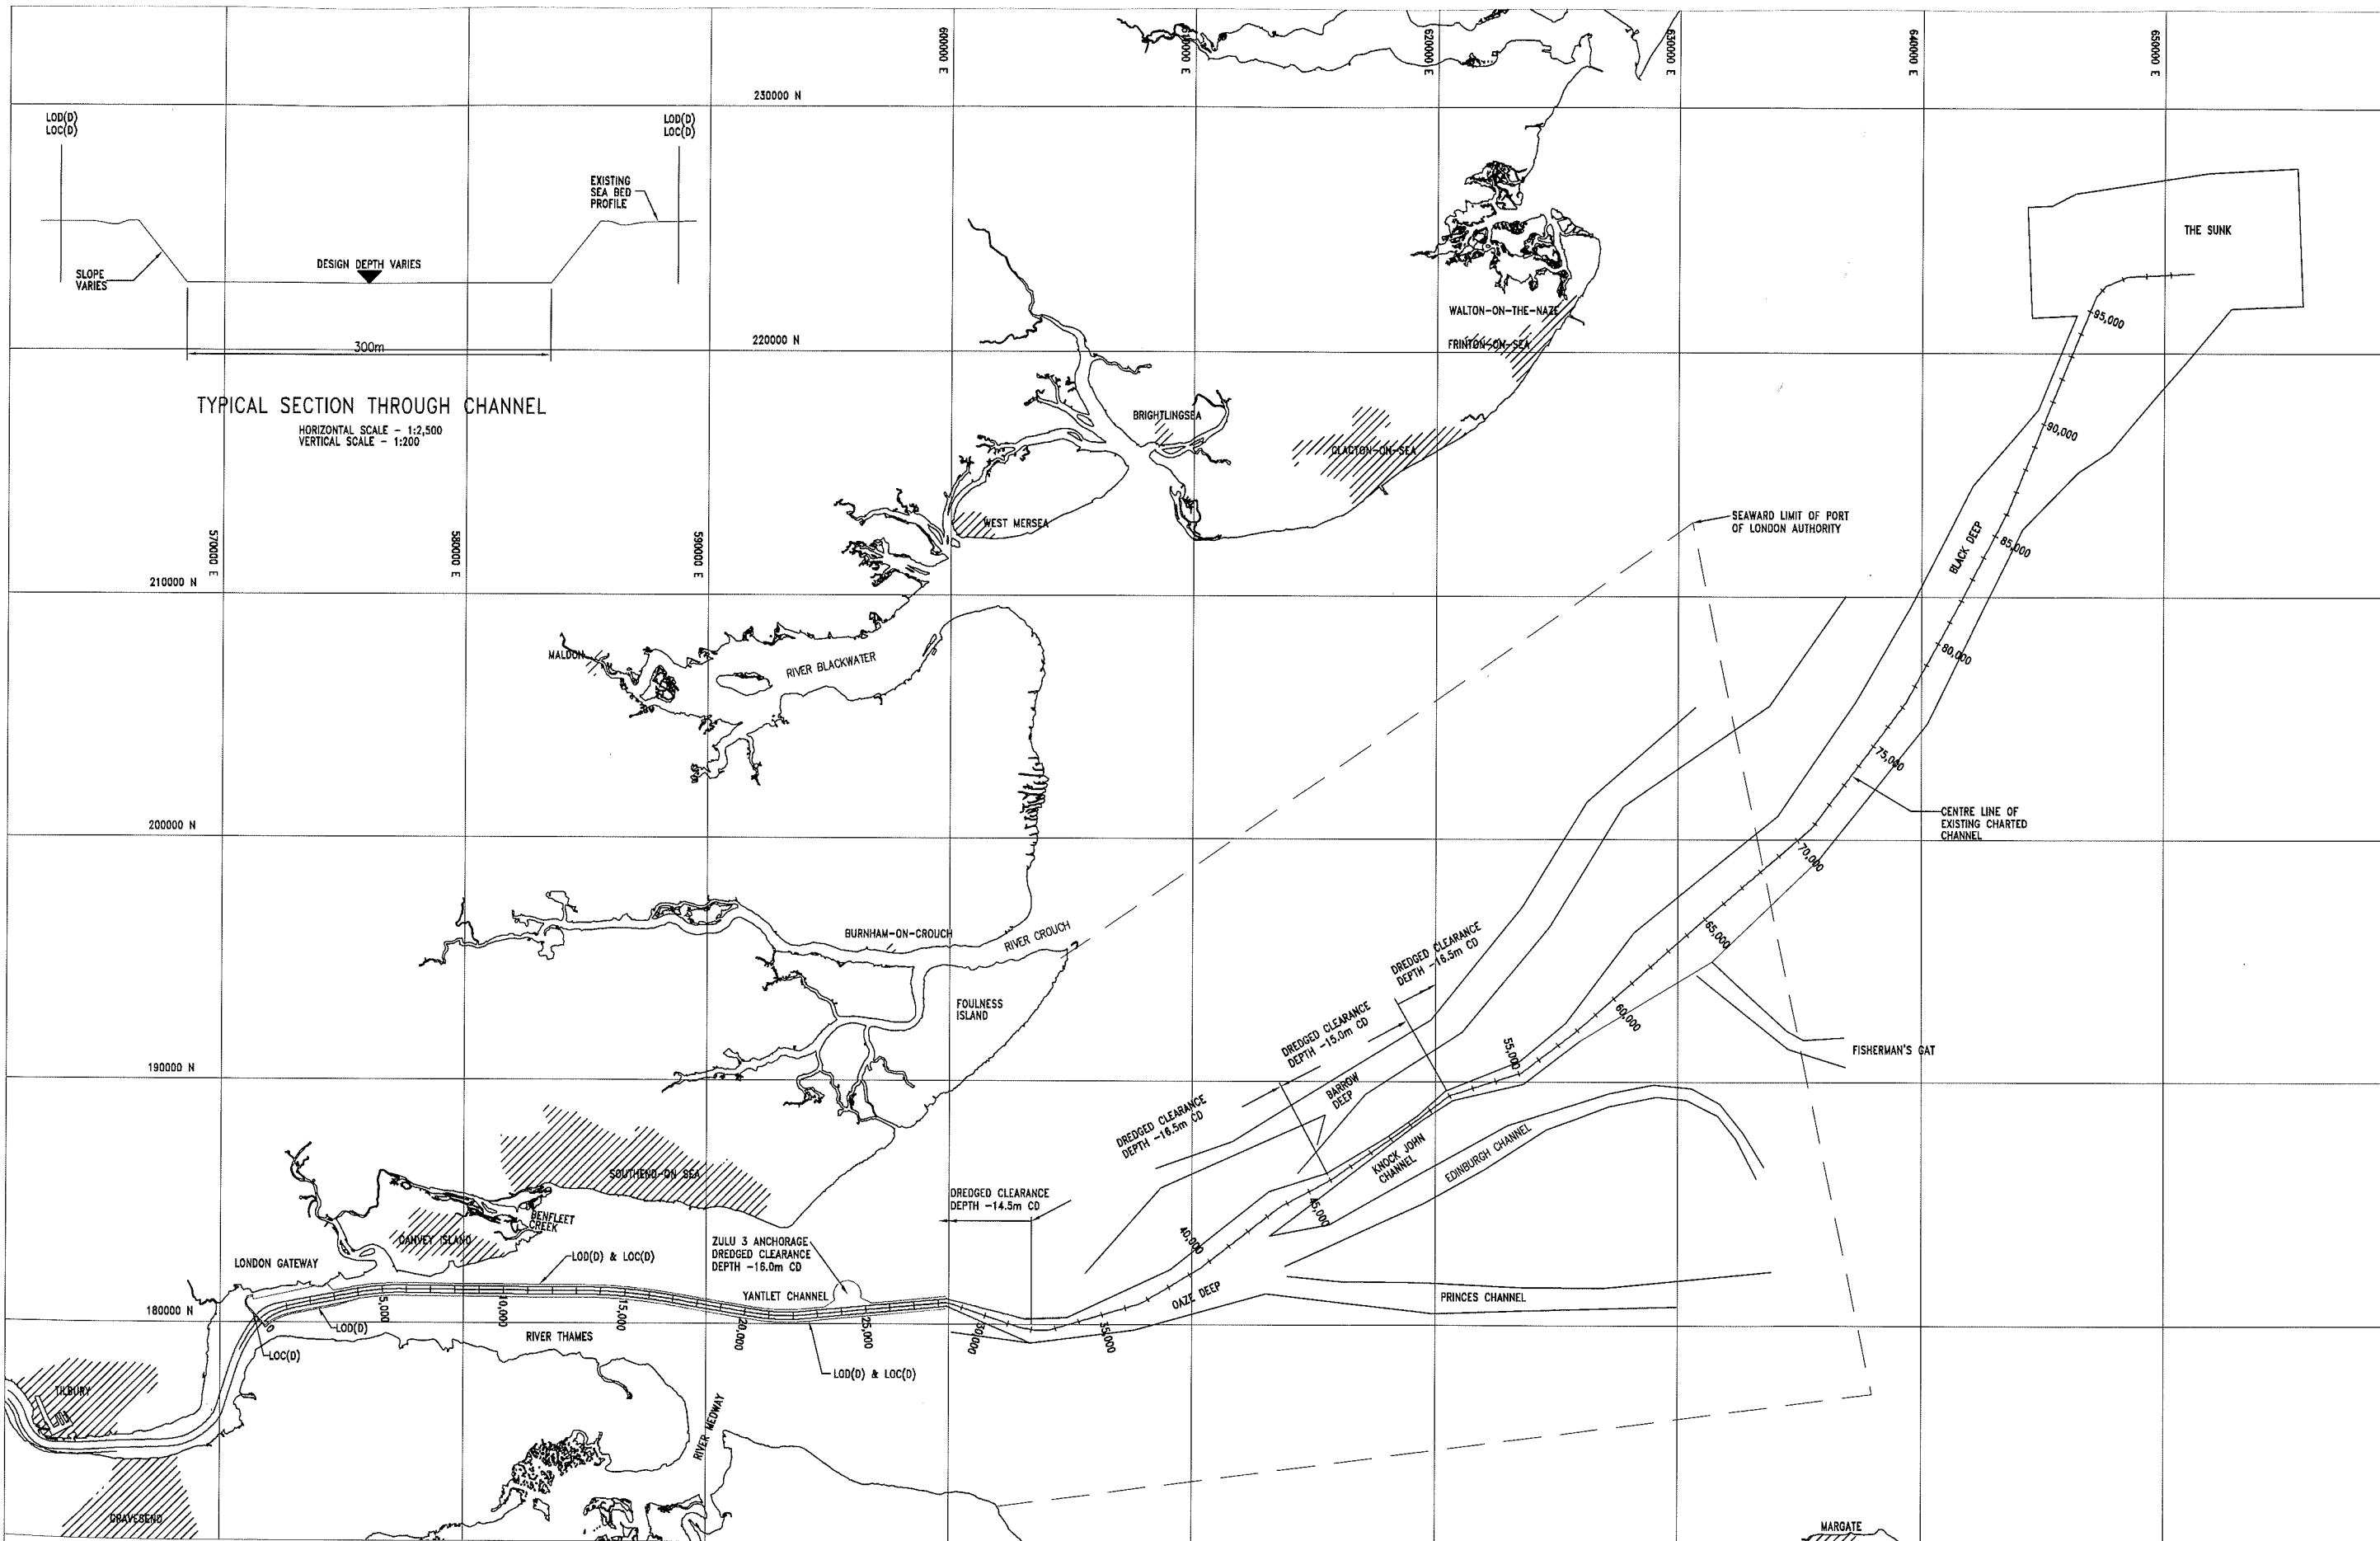 600000 E
610000 E
620000 E
630000 E
640000 E
650000 E
230000 N
LOD(D)
LOC(D)
LOD(D)
LOC(D)
EXISTING
SEA BED
PROFILE
THE SUNK
DESIGN DEPTH VARIES
SLOPE
VARIES
WALTON-ON-THE-NAZE
95,000
220000 N
FRINTON-ON-SEA
300m
TYPICAL SECTION THROUGH CHANNEL
HORIZONTAL SCALE - 1:2,500
VERTICAL SCALE - 1:200
BRIGHTLINGSEA
90,000
CLACTON-ON-SEA
WEST MERSEA
SEAWARD LIMIT OF PORT
OF LONDON AUTHORITY
570000 E
580000 E
590000 E
BLACK DEEP
85,000
210000 N
MALDON
RIVER BLACKWATER
80,000
75,000
200000 N
CENTRE LINE OF
EXISTING CHARTED
CHANNEL
70,000
BURNHAM-ON-CROUCH
RIVER CROUCH
65,000
DREDGED CLEARANCE
DEPTH -16.5m CD
FOULNESS
ISLAND
60,000
DREDGED CLEARANCE
DEPTH -15.0m CD
55,000
FISHERMAN'S GAT
190000 N
BARROW
DEEP
DREDGED CLEARANCE
DEPTH -16.5m CD
KNOCK JOHN
CHANNEL
EDINBURGH CHANNEL
SOUTHEND-ON SEA
DREDGED CLEARANCE
DEPTH -14.5m CD
45,000
BENFLEET
CREEK
CANVEY ISLAND
40,000
ZULU 3 ANCHORAGE
DREDGED CLEARANCE
DEPTH -16.0m CD
LONDON GATEWAY
LOD(D) & LOC(D)
YANTLET CHANNEL
OAZE DEEP
PRINCES CHANNEL
180000 N
0
5,000
10,000
15,000
20,000
25,000
30,000
35,000
LOD(D)
RIVER THAMES
LOC(D)
LOD(D) & LOC(D)
TILBURY
RIVER MEDWAY
GRAVESEND
MARGATE